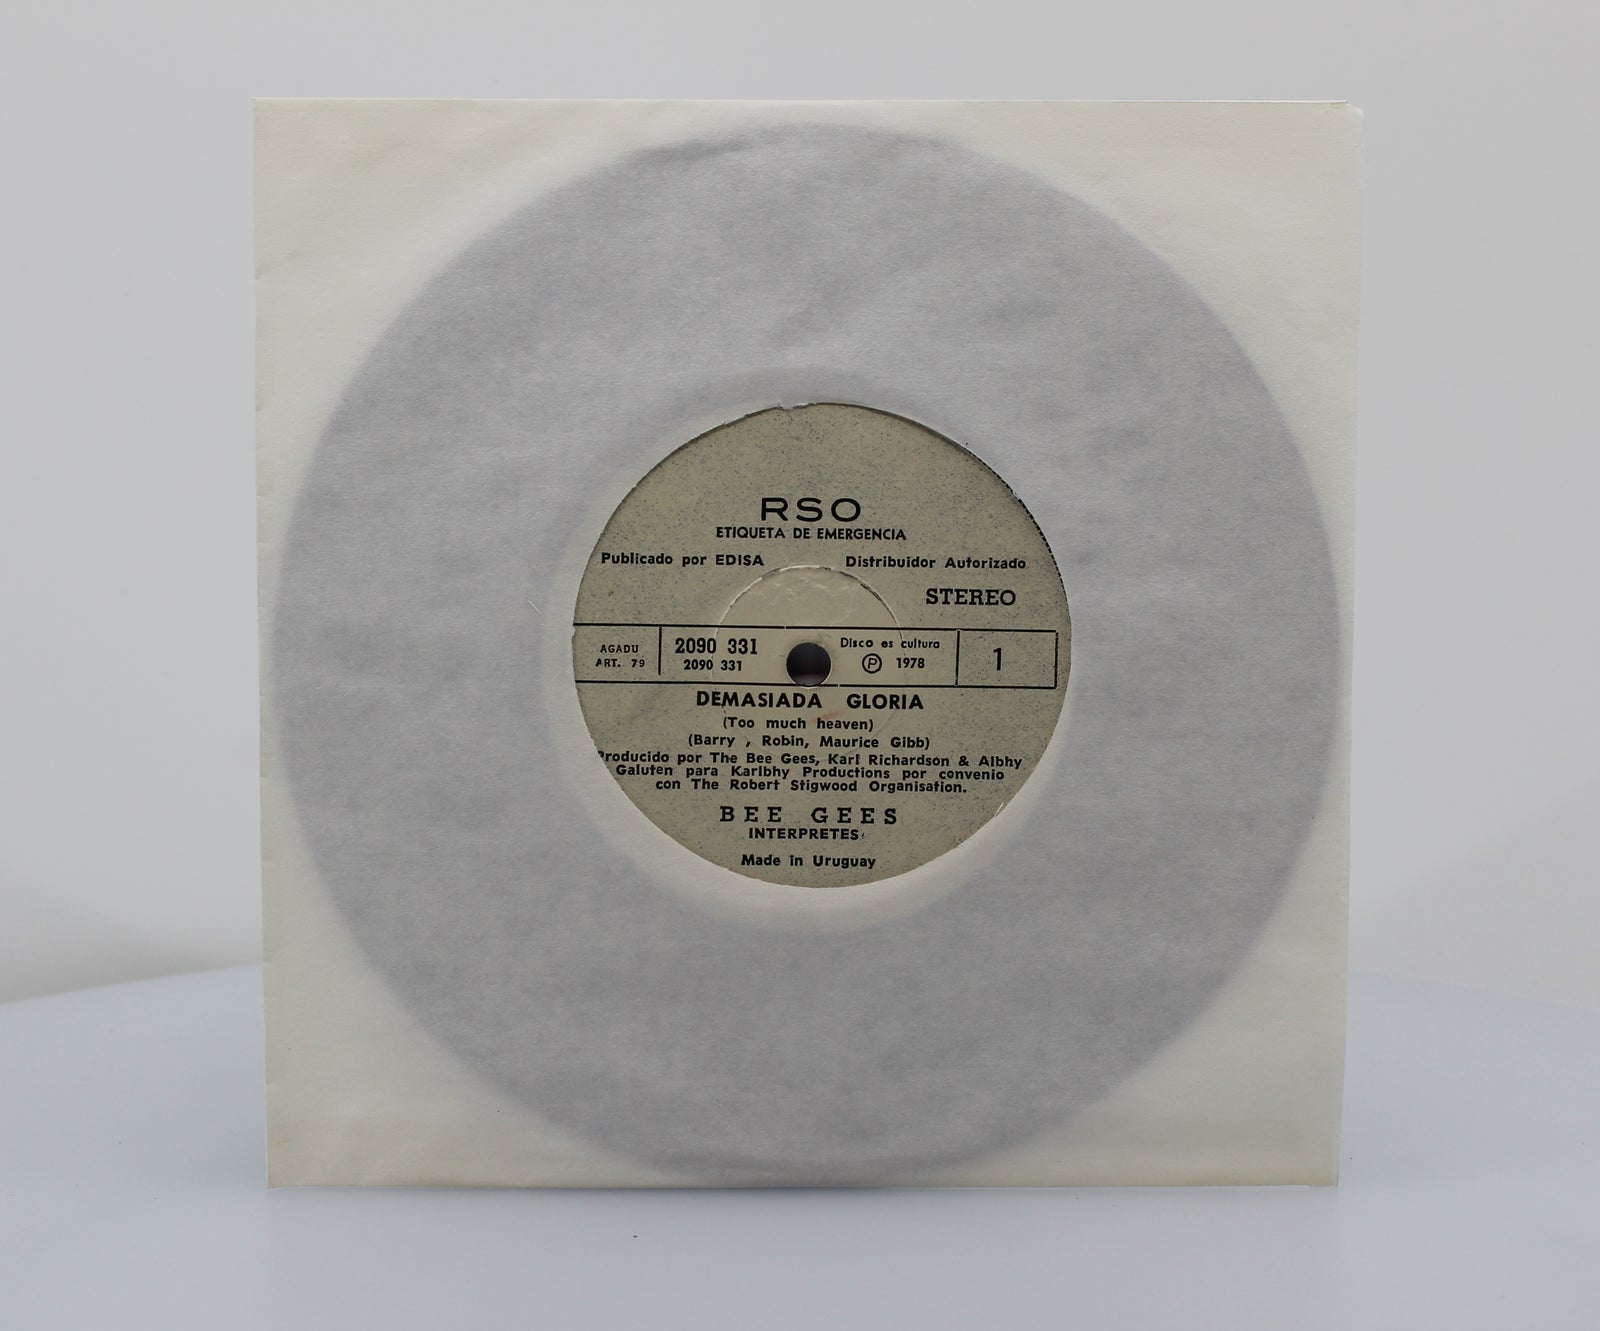 RSO
ETIQUETA DE EMERGENCIA
Publicado por EDISA Distribuidor Autorizado
STEREO
AGADU
ART. 79
2090 331
2090 331
Disco es cultura
Ⓟ 1978
1
DEMASIADA GLORIA
(Too much heaven)
(Barry , Robin, Maurice Gibb)
Producido por The Bee Gees, Karl Richardson & Albhy
Galuten para Karlbhy Productions por convenio
con The Robert Stigwood Organisation.
BEE GEES
INTERPRETES
Made in Uruguay